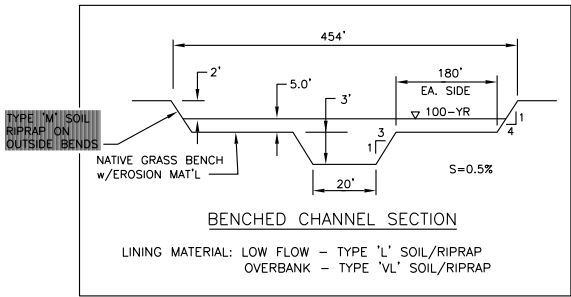 454'
2'
5.0'
3'
180'
EA. SIDE
100-YR
1
4
3
1
TYPE 'M' SOIL
RIPRAP ON
OUTSIDE BENDS
NATIVE GRASS BENCH
w/EROSION MAT'L
20'
S=0.5%
BENCHED CHANNEL SECTION
LINING MATERIAL: LOW FLOW - TYPE 'L' SOIL/RIPRAP
OVERBANK - TYPE 'VL' SOIL/RIPRAP